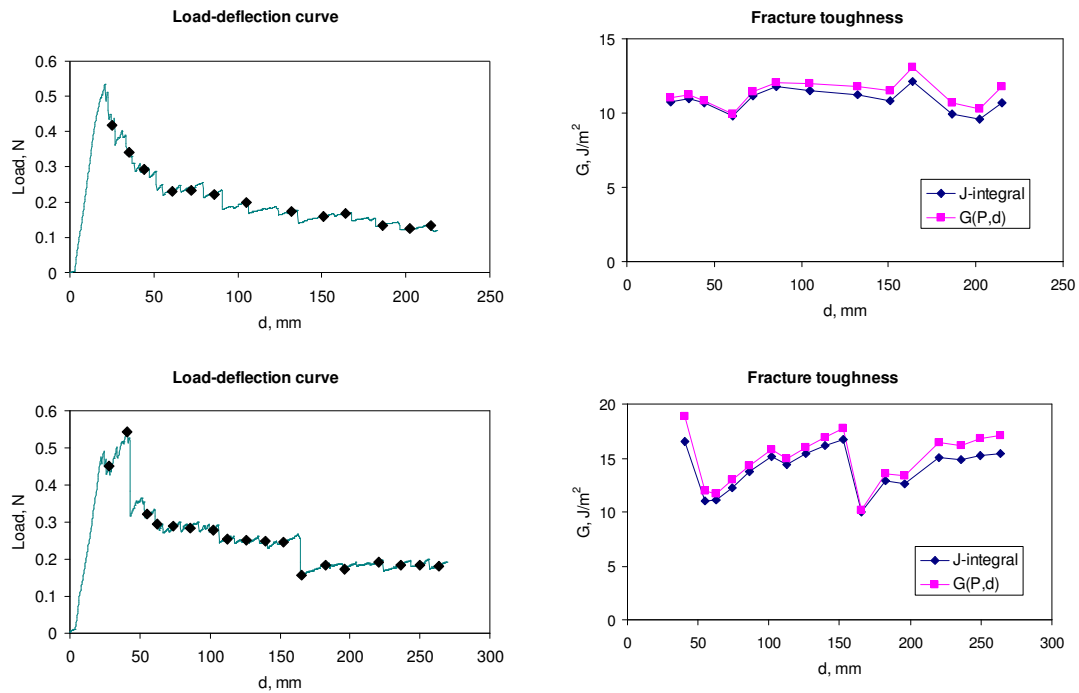 Load-deflection curve
0.6
0.5
0.4
0.3
0.2
0.1
0
Load, N
0 50 100 150 200 250
d, mm
Fracture toughness
15
10
5
0
G, J/m²
J-integral
G(P,d)
0 50 100 150 200 250
d, mm
Load-deflection curve
0.6
0.5
0.4
0.3
0.2
0.1
0
Load, N
0 50 100 150 200 250 300
d, mm
Fracture toughness
20
15
10
5
0
G, J/m²
J-integral
G(P,d)
0 50 100 150 200 250 300
d, mm